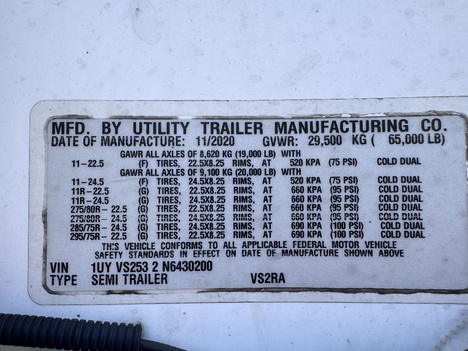 MFD. BY UTILITY TRAILER MANUFACTURING CO.
DATE OF MANUFACTURE: 11/2020 GVWR: 29,500 KG ( 65,000 LB)
GAWR ALL AXLES OF 8,620 KG (19,000 LB) WITH
11-22.5 (F) TIRES, 22.5X8.25 RIMS, AT 520 KPA (75 PSI) COLD DUAL
GAWR ALL AXLES OF 9,100 KG (20,000 LB) WITH
11-24.5 (F) TIRES, 24.5X8.25 RIMS, AT 520 KPA (75 PSI) COLD DUAL
11R-22.5 (G) TIRES, 22.5X8.25 RIMS, AT 660 KPA (95 PSI) COLD DUAL
11R-24.5 (G) TIRES, 24.5X8.25 RIMS, AT 660 KPA (95 PSI) COLD DUAL
275/80R- 22.5 (G) TIRES, 22.5X8.25 RIMS, AT 660 KPA (95 PSI) COLD DUAL
275/80R- 24.5 (G) TIRES, 24.5X8.25 RIMS, AT 660 KPA (95 PSI) COLD DUAL
285/75R- 24.5 (G) TIRES, 24.5X8.25 RIMS, AT 690 KPA (100 PSI) COLD DUAL
295/75R- 22.5 (G) TIRES, 22.5X8.25 RIMS, AT 690 KPA (100 PSI) COLD DUAL
THIS VEHICLE CONFORMS TO ALL APPLICABLE FEDERAL MOTOR VEHICLE
SAFETY STANDARDS IN EFFECT ON DATE OF MANUFACTURE SHOWN ABOVE
VIN 1UY VS253 2 N6430200
TYPE SEMI TRAILER VS2RA